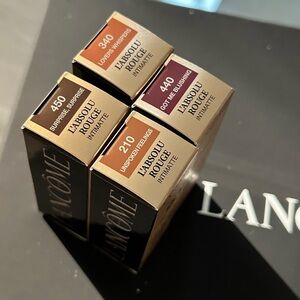 340
LOVERS WHISPERS
L'ABSOLU
ROUGE
INTIMATTE
450
SURPRISE, SURPRISE
L'ABSOLU
ROUGE
INTIMATTE
440
GOT ME BLUSHING
L'ABSOLU
ROUGE
INTIMATTE
210
UNSPOKEN FEELINGS
L'ABSOLU
ROUGE
INTIMATTE
LANCÔME
LANCÔME
LANC